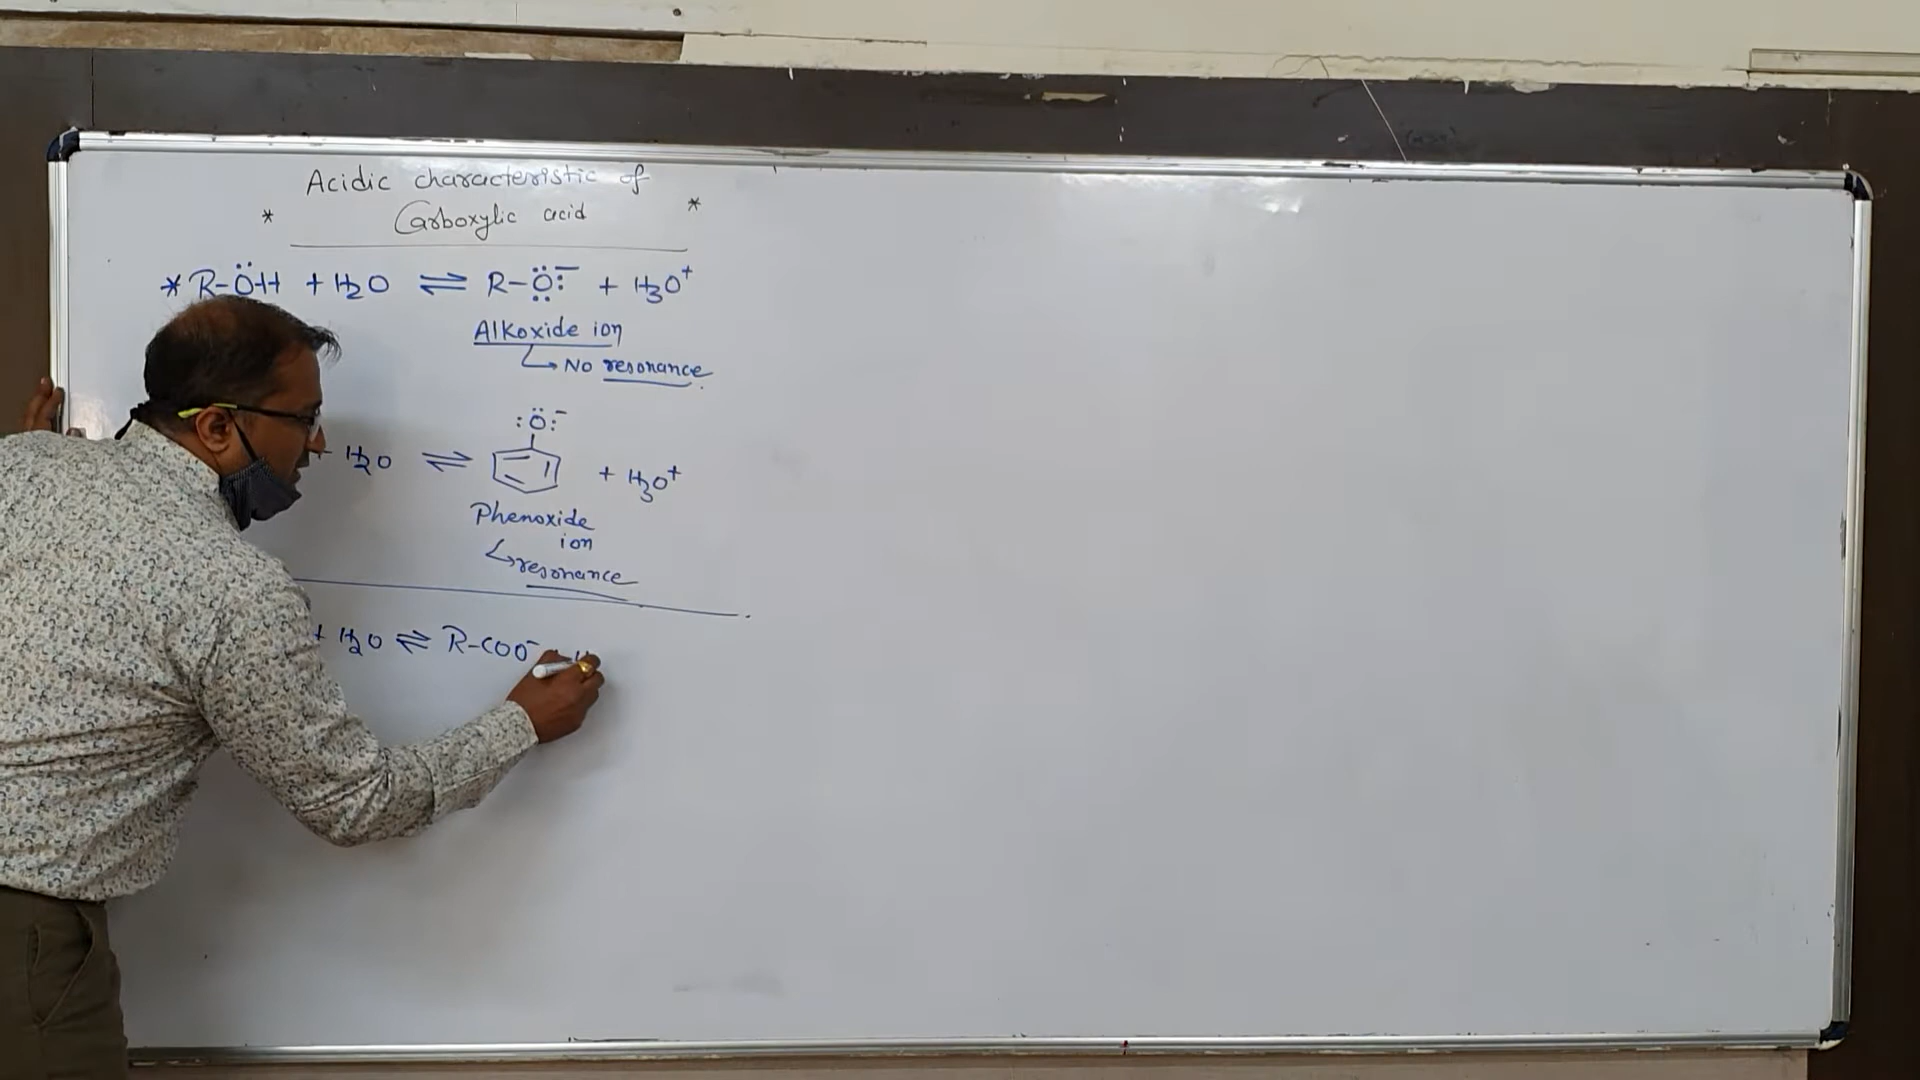 Acidic characteristic of
* Carboxylic acid *
* R-ÖH + H2O ⇌ R-Ö:⁻ + H3O⁺
Alkoxide ion
↳ No resonance.
:Ö:⁻
+ H2O ⇌ + H3O⁺
Phenoxide
ion
↳ resonance
+ H2O ⇌ R-COO⁻